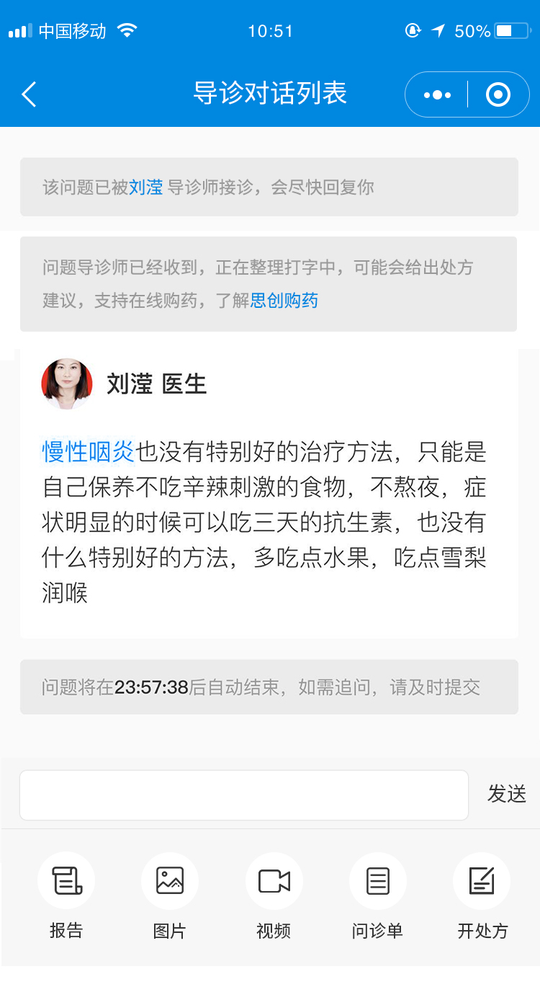 中国移动 10:51 50%
导诊对话列表
该问题已被刘滢 导诊师接诊，会尽快回复你
问题导诊师已经收到，正在整理打字中，可能会给出处方
建议，支持在线购药，了解思创购药
刘滢 医生
慢性咽炎也没有特别好的治疗方法，只能是
自己保养不吃辛辣刺激的食物，不熬夜，症
状明显的时候可以吃三天的抗生素，也没有
什么特别好的方法，多吃点水果，吃点雪梨
润喉
问题将在23:57:38后自动结束，如需追问，请及时提交
发送
报告 图片 视频 问诊单 开处方